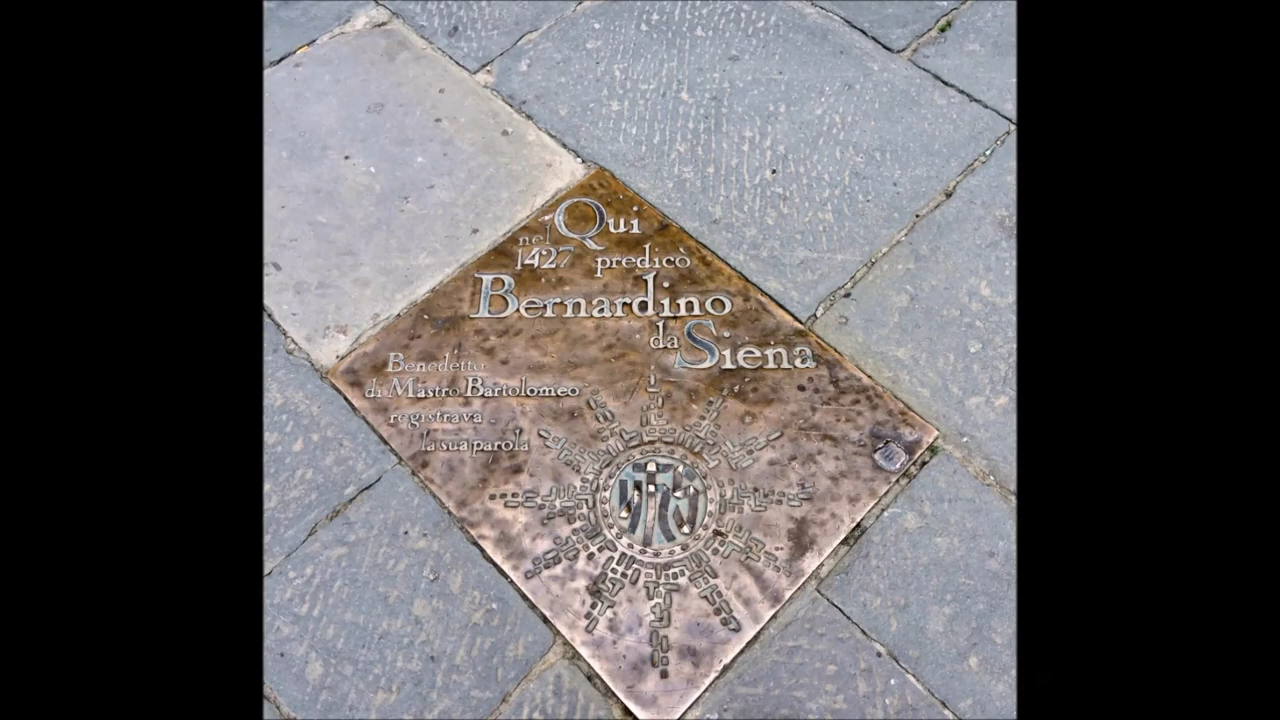 Qui
nel
1427 predicò
Bernardino
da Siena
Benedetto
di Mastro Bartolomeo
registrava
la sua parola